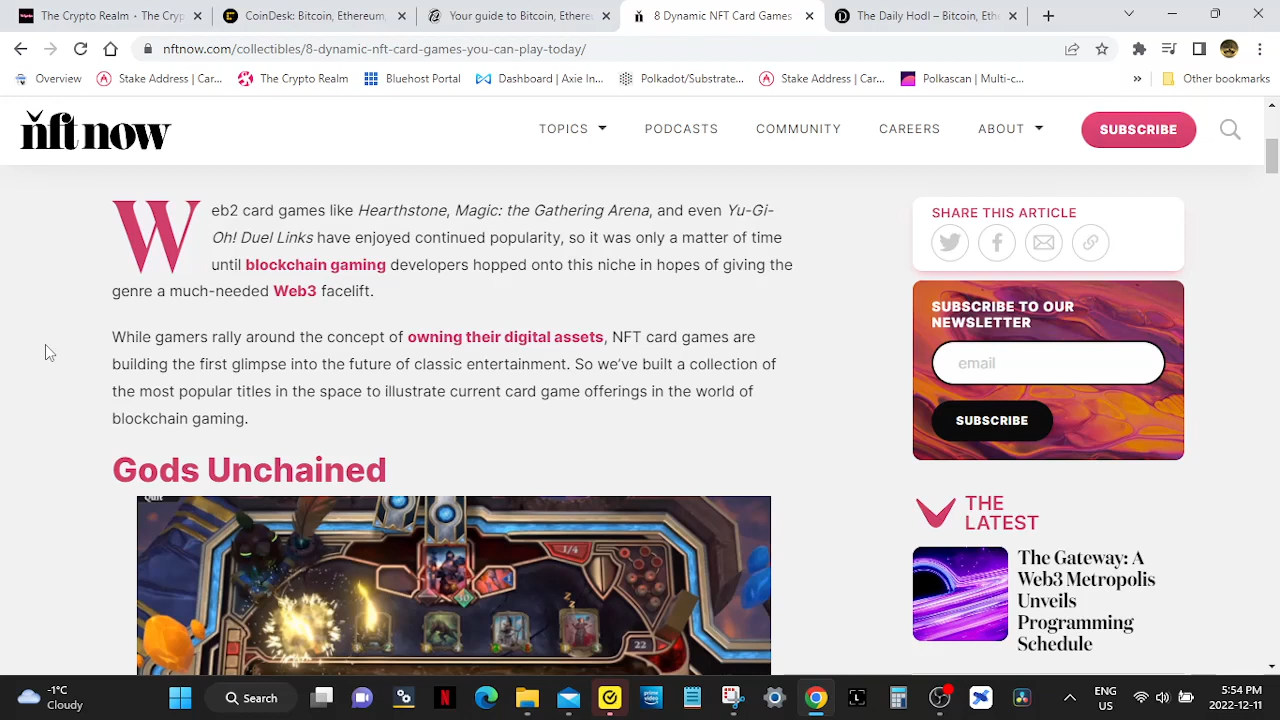 The Crypto Realm • The Cryp
CoinDesk: Bitcoin, Ethereum,
Your guide to Bitcoin, Etheree
8 Dynamic NFT Card Games
The Daily Hodl – Bitcoin, Eth
nftnow.com/collectibles/8-dynamic-nft-card-games-you-can-play-today/
Overview
Stake Address | Car...
The Crypto Realm
Bluehost Portal
Dashboard | Axie In...
Polkadot/Substrate...
Stake Address | Car...
Polkascan | Multi-c...
»
Other bookmarks
nft now
TOPICS
PODCASTS
COMMUNITY
CAREERS
ABOUT
SUBSCRIBE
Web2 card games like Hearthstone, Magic: the Gathering Arena, and even Yu-Gi-
Oh! Duel Links have enjoyed continued popularity, so it was only a matter of time
until blockchain gaming developers hopped onto this niche in hopes of giving the
genre a much-needed Web3 facelift.
While gamers rally around the concept of owning their digital assets, NFT card games are
building the first glimpse into the future of classic entertainment. So we've built a collection of
the most popular titles in the space to illustrate current card game offerings in the world of
blockchain gaming.
Gods Unchained
Quit
1/4
22
SHARE THIS ARTICLE
SUBSCRIBE TO OUR
NEWSLETTER
email
SUBSCRIBE
THE
LATEST
The Gateway: A
Web3 Metropolis
Unveils
Programming
Schedule
-1°C
Cloudy
Search
ENG
US
5:54 PM
2022-12-11